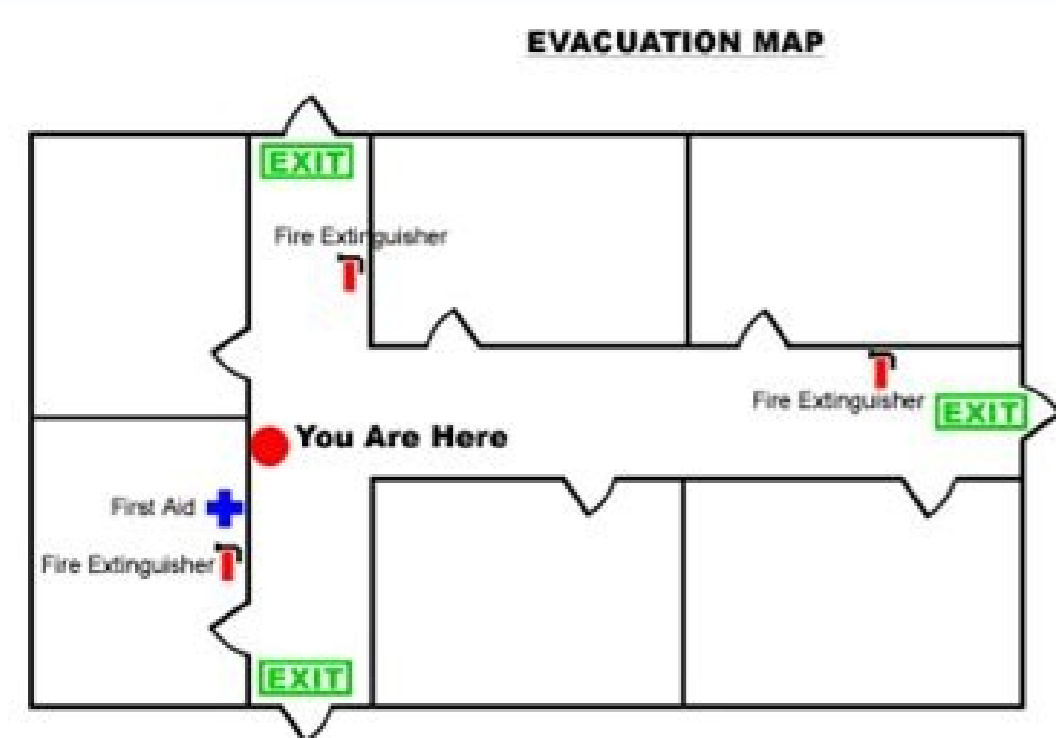 EVACUATION MAP
EXIT
Fire Extinguisher
Fire Extinguisher
EXIT
You Are Here
First Aid
Fire Extinguisher
EXIT